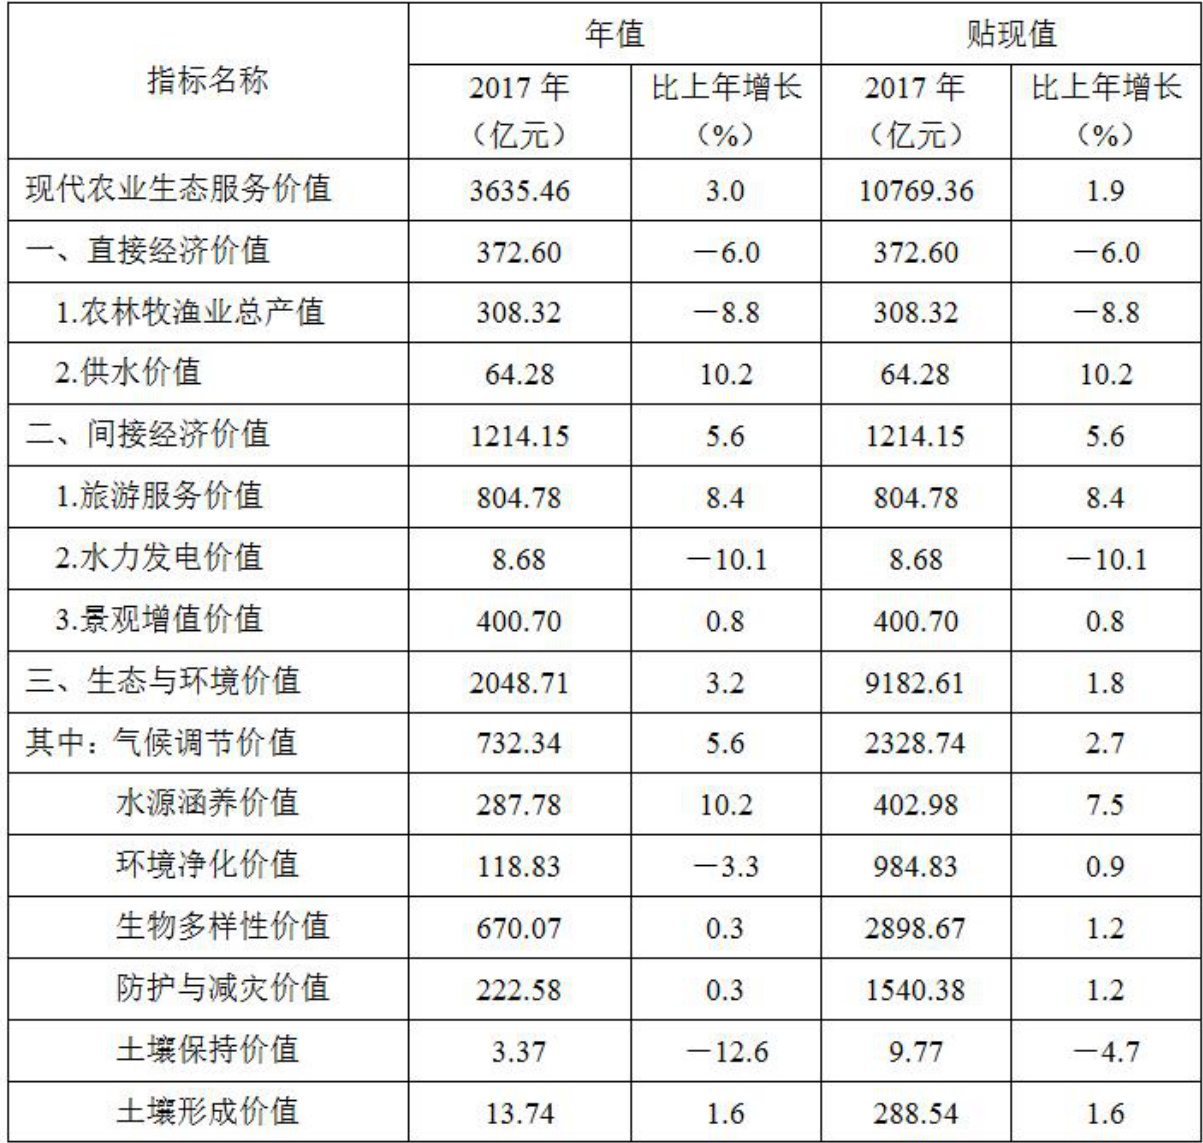 指标名称 年值 贴现值
2017 年 比上年增长 2017 年 比上年增长
（亿元） （%） （亿元） （%）
现代农业生态服务价值 3635.46 3.0 10769.36 1.9
一、直接经济价值 372.60 －6.0 372.60 －6.0
1.农林牧渔业总产值 308.32 －8.8 308.32 －8.8
2.供水价值 64.28 10.2 64.28 10.2
二、间接经济价值 1214.15 5.6 1214.15 5.6
1.旅游服务价值 804.78 8.4 804.78 8.4
2.水力发电价值 8.68 －10.1 8.68 －10.1
3.景观增值价值 400.70 0.8 400.70 0.8
三、生态与环境价值 2048.71 3.2 9182.61 1.8
其中：气候调节价值 732.34 5.6 2328.74 2.7
水源涵养价值 287.78 10.2 402.98 7.5
环境净化价值 118.83 －3.3 984.83 0.9
生物多样性价值 670.07 0.3 2898.67 1.2
防护与减灾价值 222.58 0.3 1540.38 1.2
土壤保持价值 3.37 －12.6 9.77 －4.7
土壤形成价值 13.74 1.6 288.54 1.6